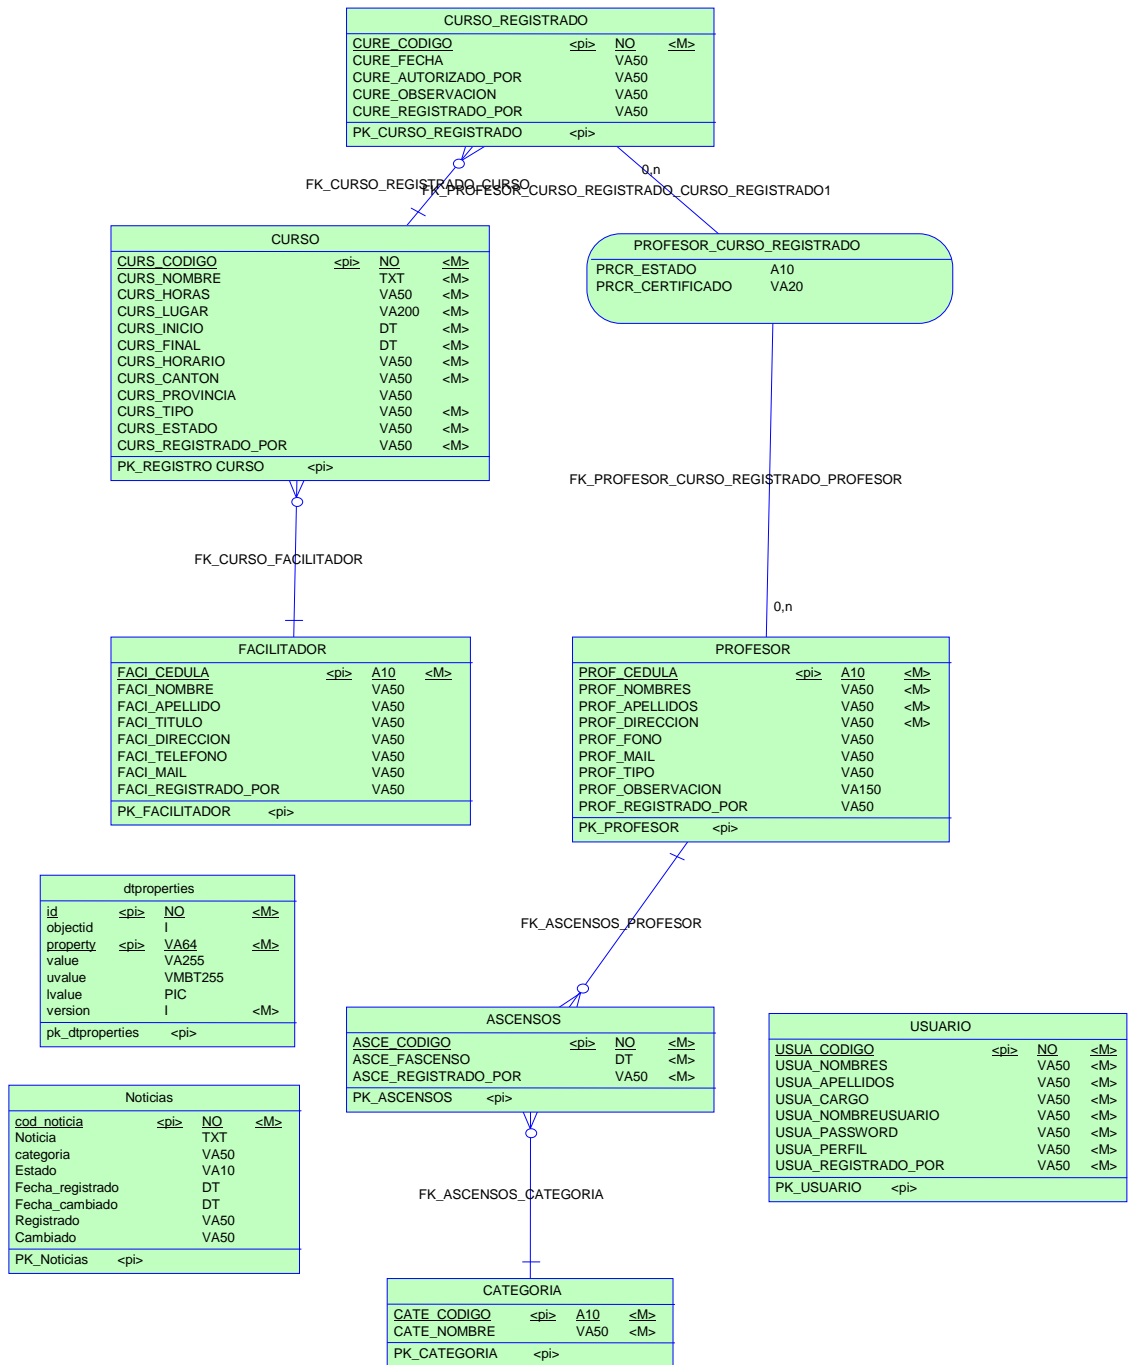 CURSO_REGISTRADO
CURE_CODIGO <pi> NO <M>
CURE_FECHA VA50
CURE_AUTORIZADO_POR VA50
CURE_OBSERVACION VA50
CURE_REGISTRADO_POR VA50
PK_CURSO_REGISTRADO <pi>
0,n
FK_CURSO_REGISTRADO_CURSO
FK_PROFESOR_CURSO_REGISTRADO_CURSO_REGISTRADO1
CURSO
CURS_CODIGO <pi> NO <M>
CURS_NOMBRE TXT <M>
CURS_HORAS VA50 <M>
CURS_LUGAR VA200 <M>
CURS_INICIO DT <M>
CURS_FINAL DT <M>
CURS_HORARIO VA50 <M>
CURS_CANTON VA50 <M>
CURS_PROVINCIA VA50
CURS_TIPO VA50 <M>
CURS_ESTADO VA50 <M>
CURS_REGISTRADO_POR VA50 <M>
PK_REGISTRO CURSO <pi>
PROFESOR_CURSO_REGISTRADO
PRCR_ESTADO A10
PRCR_CERTIFICADO VA20
FK_PROFESOR_CURSO_REGISTRADO_PROFESOR
FK_CURSO_FACILITADOR
0,n
FACILITADOR
FACI_CEDULA <pi> A10 <M>
FACI_NOMBRE VA50
FACI_APELLIDO VA50
FACI_TITULO VA50
FACI_DIRECCION VA50
FACI_TELEFONO VA50
FACI_MAIL VA50
FACI_REGISTRADO_POR VA50
PK_FACILITADOR <pi>
PROFESOR
PROF_CEDULA <pi> A10 <M>
PROF_NOMBRES VA50 <M>
PROF_APELLIDOS VA50 <M>
PROF_DIRECCION VA50 <M>
PROF_FONO VA50
PROF_MAIL VA50
PROF_TIPO VA50
PROF_OBSERVACION VA150
PROF_REGISTRADO_POR VA50
PK_PROFESOR <pi>
dtproperties
id <pi> NO <M>
objectid I
property <pi> VA64 <M>
value VA255
uvalue VMBT255
lvalue PIC
version I <M>
pk_dtproperties <pi>
FK_ASCENSOS_PROFESOR
ASCENSOS
ASCE_CODIGO <pi> NO <M>
ASCE_FASCENSO DT <M>
ASCE_REGISTRADO_POR VA50 <M>
PK_ASCENSOS <pi>
USUARIO
USUA_CODIGO <pi> NO <M>
USUA_NOMBRES VA50 <M>
USUA_APELLIDOS VA50 <M>
USUA_CARGO VA50 <M>
USUA_NOMBREUSUARIO VA50 <M>
USUA_PASSWORD VA50 <M>
USUA_PERFIL VA50 <M>
USUA_REGISTRADO_POR VA50 <M>
PK_USUARIO <pi>
Noticias
cod_noticia <pi> NO <M>
Noticia TXT
categoria VA50
Estado VA10
Fecha_registrado DT
Fecha_cambiado DT
Registrado VA50
Cambiado VA50
PK_Noticias <pi>
FK_ASCENSOS_CATEGORIA
CATEGORIA
CATE_CODIGO <pi> A10 <M>
CATE_NOMBRE VA50 <M>
PK_CATEGORIA <pi>